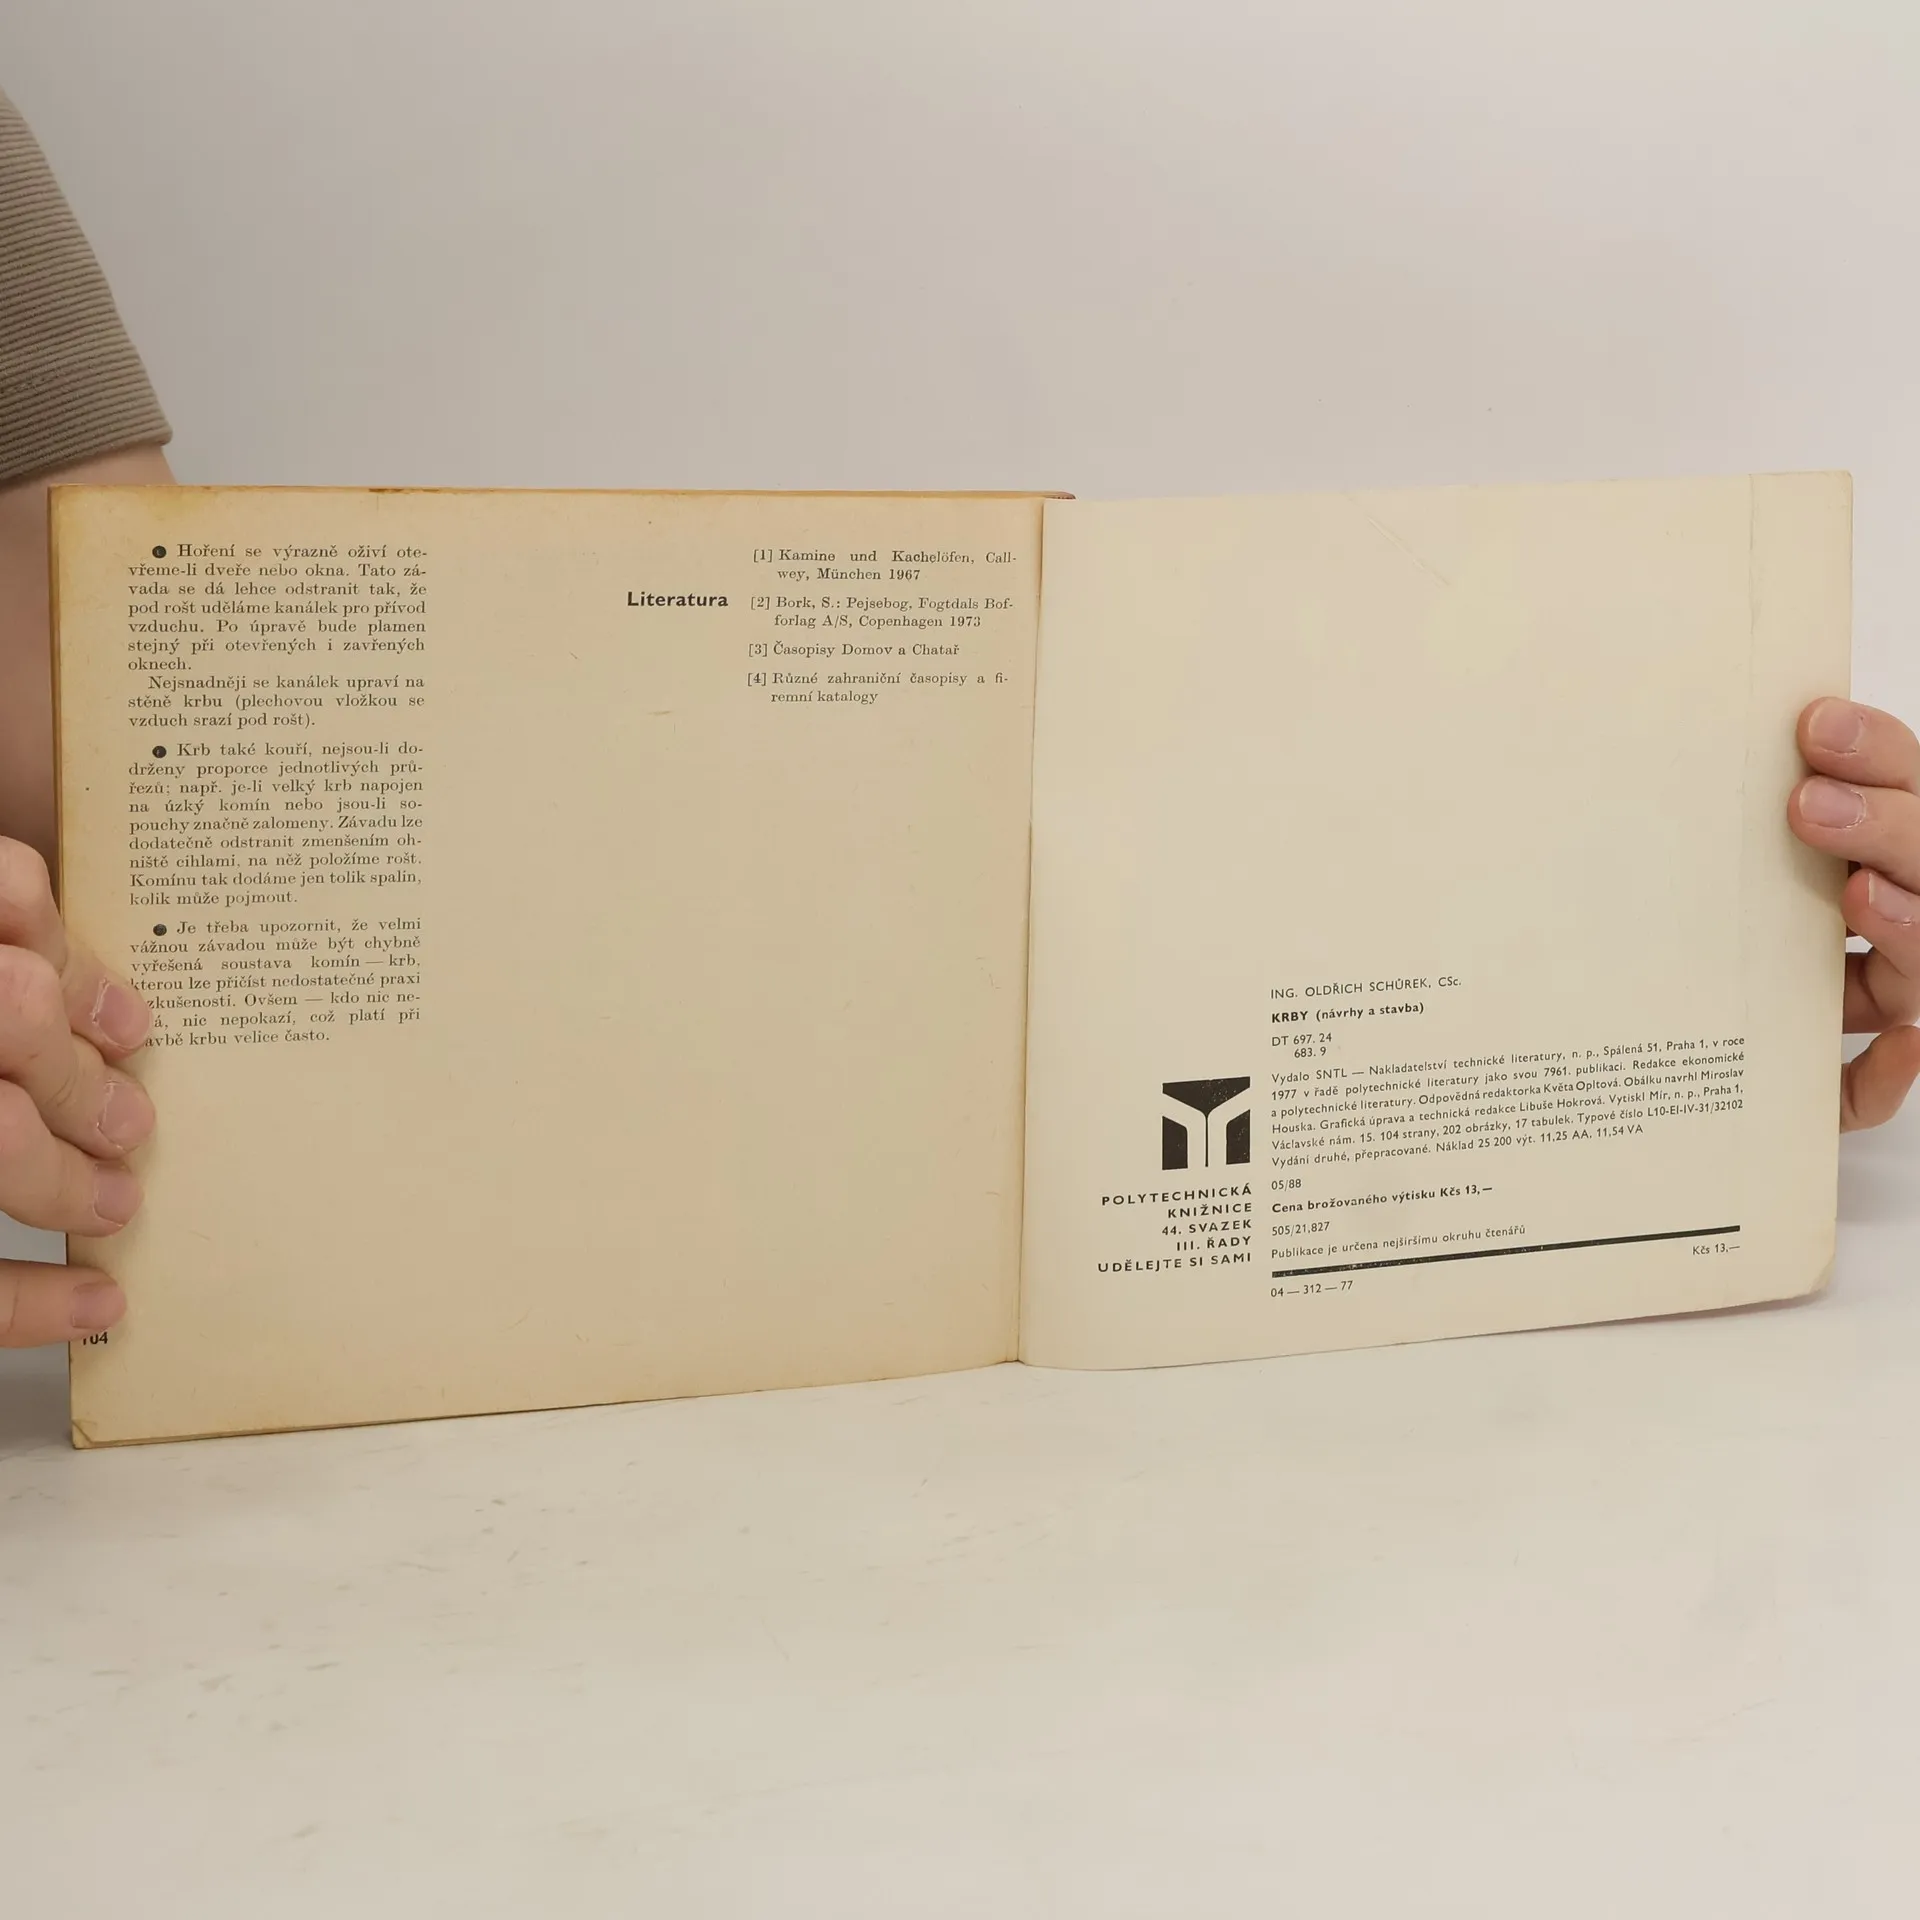 ● Hoření se výrazně oživí ote-
vřeme-li dveře nebo okna. Tato zá-
vada se dá lehce odstranit tak, že
pod rošt uděláme kanálek pro přívod
vzduchu. Po úpravě bude plamen
stejný při otevřených i zavřených
oknech.
Nejsnadněji se kanálek upraví na
stěně krbu (plechovou vložkou se
vzduch srazí pod rošt).
● Krb také kouří, nejsou-li do-
drženy proporce jednotlivých prů-
řezů; např. je-li velký krb napojen
na úzký komín nebo jsou-li so-
pouchy značně zalomeny. Závadu lze
dodatečně odstranit zmenšením oh-
niště cihlami, na něž položíme rošt.
Komínu tak dodáme jen tolik spalin,
kolik může pojmout.
● Je třeba upozornit, že velmi
vážnou závadou může být chybně
vyřešená soustava komín — krb,
kterou lze přičíst nedostatečné praxi
zkušenosti. Ovšem — kdo nic ne-
á, nic nepokazí, což platí při
avbě krbu velice často.
104
Literatura
[1] Kamine und Kachelöfen, Call-
wey, München 1967
[2] Bork, S.: Pejsebog, Fogtdals Bof-
forlag A/S, Copenhagen 1973
[3] Časopisy Domov a Chatař
[4] Různé zahraniční časopisy a fi-
remní katalogy
ING. OLDŘICH SCHŮREK, CSc.
KRBY (návrhy a stavba)
DT 697. 24
683. 9
Vydalo SNTL — Nakladatelství technické literatury, n. p., Spálená 51, Praha 1, v roce
1977 v řadě polytechnické literatury jako svou 7961. publikaci. Redakce ekonomické
a polytechnické literatury. Odpovědná redaktorka Květa Opltová. Obálku navrhl Miroslav
Houska. Grafická úprava a technická redakce Libuše Hokrová. Vytiskl Mír, n. p., Praha 1,
Václavské nám. 15. 104 strany, 202 obrázky, 17 tabulek. Typové číslo L10-EI-IV-31/32102
Vydání druhé, přepracované. Náklad 25 200 výt. 11,25 AA, 11,54 VA
05/88
Cena brožovaného výtisku Kčs 13,—
505/21,827
Publikace je určena nejširšímu okruhu čtenářů
Kčs 13,—
04 — 312 — 77
POLYTECHNICKÁ
KNIŽNICE
44. SVAZEK
III. ŘADY
UDĚLEJTE SI SAMI